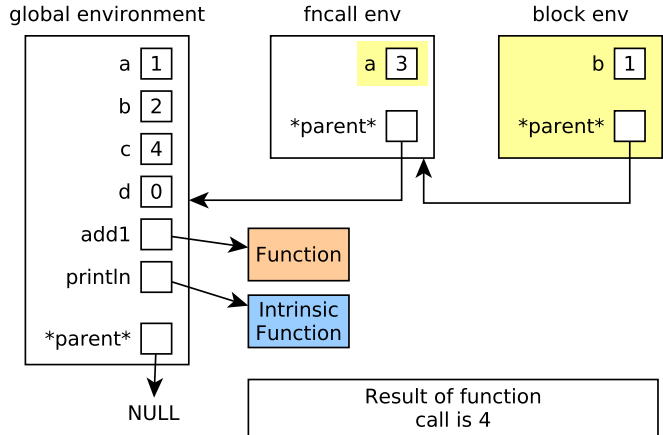 global environment
fncall env
block env
a 1
b 2
c 4
d 0
add1
println
*parent*
NULL
a 3
*parent*
b 1
*parent*
Function
Intrinsic
Function
Result of function
call is 4